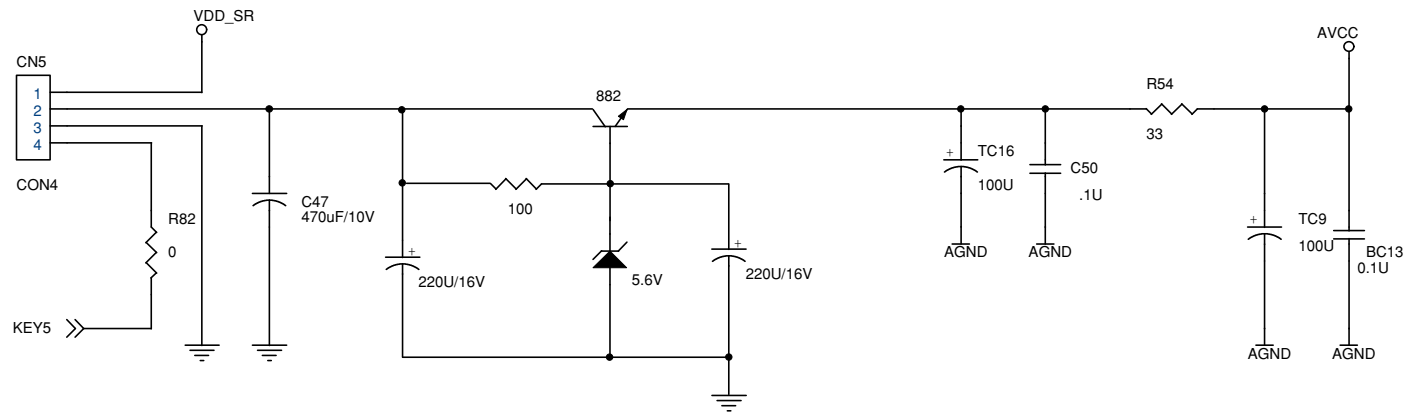 VDD_SR
AVCC
CN5
1
2
3
4
CON4
882
R54
33
C47
470uF/10V
R82
0
100
TC16
100U
C50
.1U
AGND
AGND
TC9
100U
BC13
0.1U
+
220U/16V
5.6V
+
220U/16V
+
+
KEY5
AGND
AGND